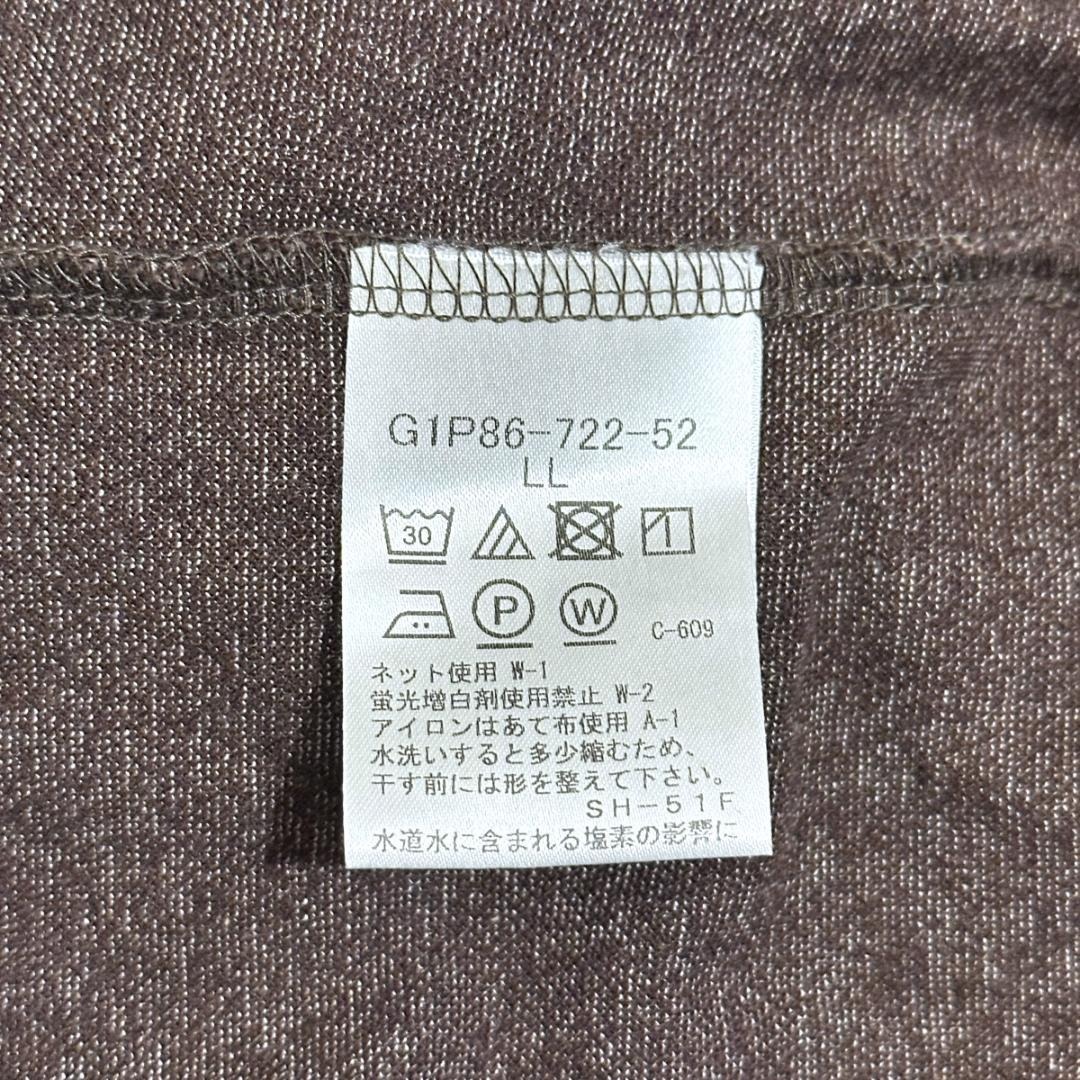 G1P86-722-52
LL
30
1
P W C-609
ネット使用 W-1
蛍光増白剤使用禁止 W-2
アイロンはあて布使用 A-1
水洗いすると多少縮むため、
干す前には形を整えて下さい。
SH-51F
水道水に含まれる塩素の影響に